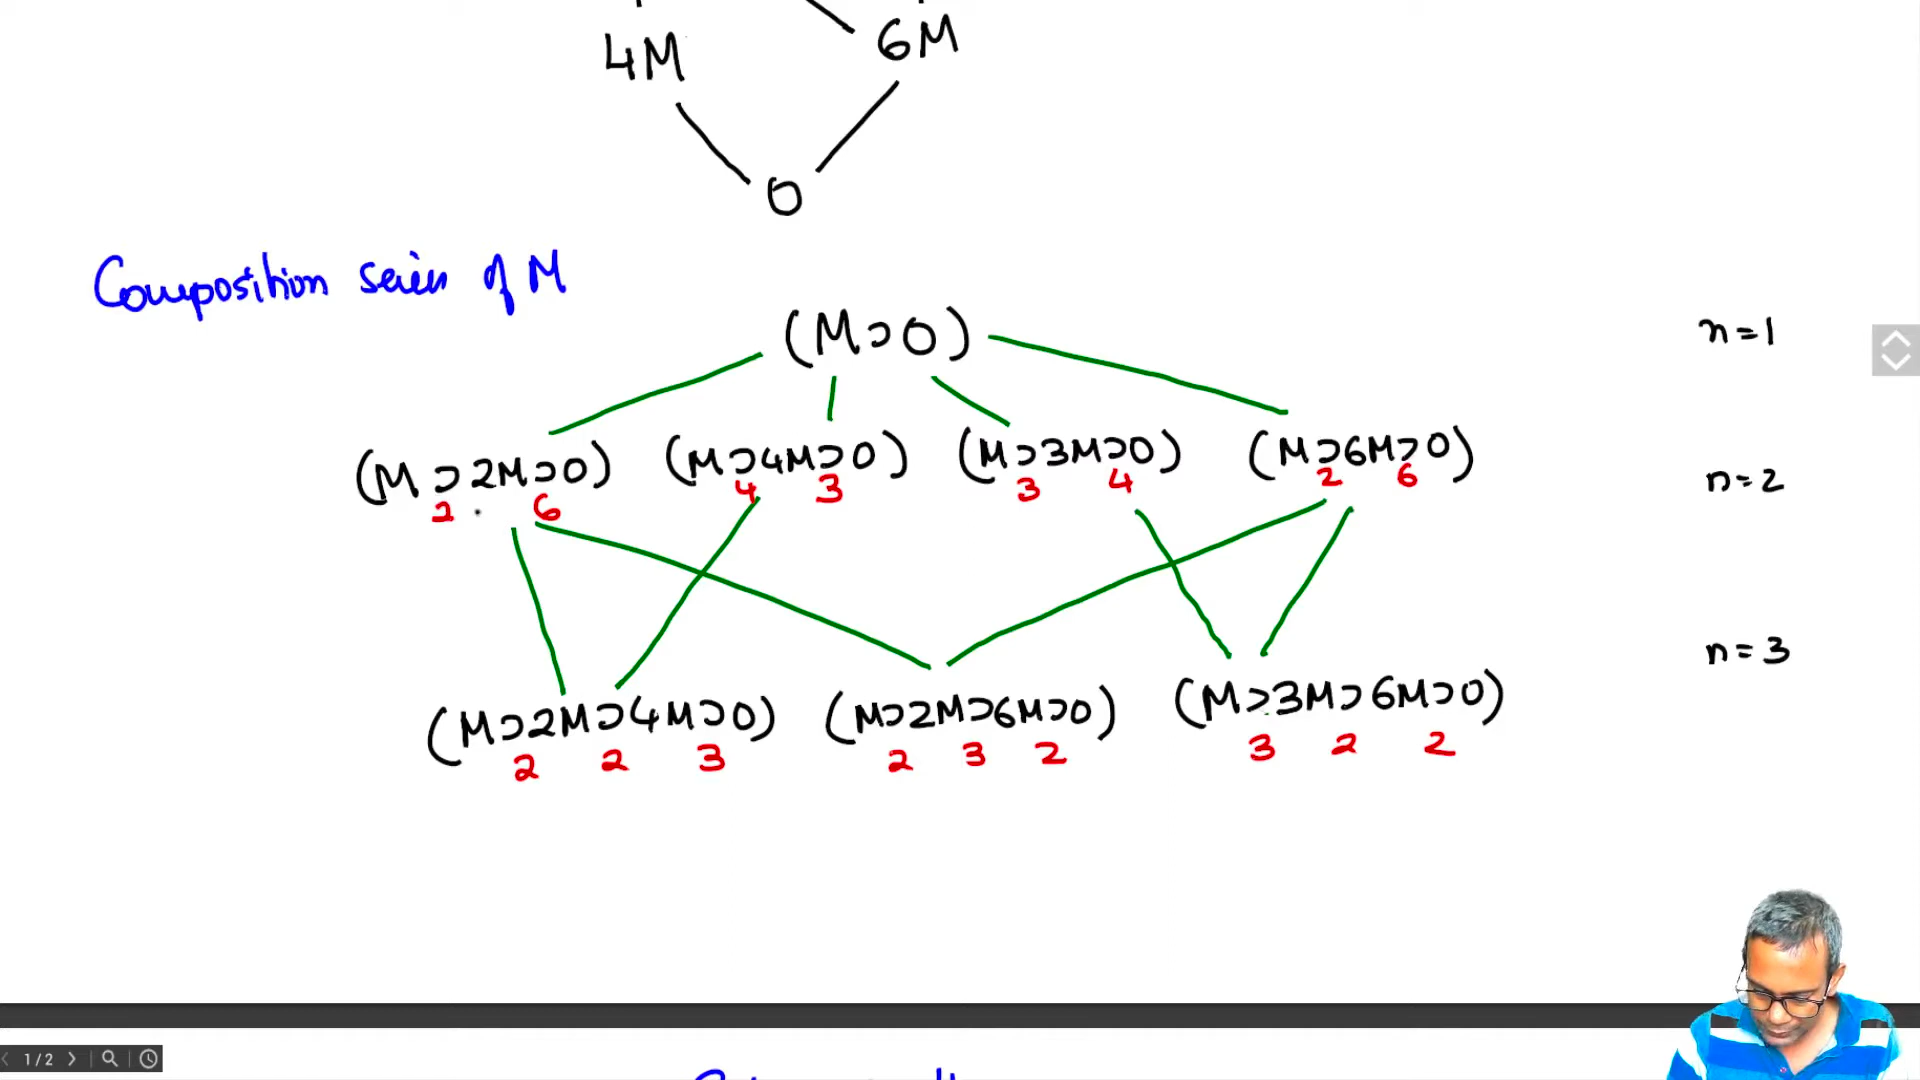 4M 6M
0
Composition series of M
(M⊃0) n=1
(M⊃2M⊃0) (M⊃4M⊃0) (M⊃3M⊃0) (M⊃6M⊃0) n=2
2 6 4 3 3 4 2 6
n=3
(M⊃2M⊃4M⊃0) (M⊃2M⊃6M⊃0) (M⊃3M⊃6M⊃0)
2 2 3 2 3 2 3 2 2
1/2